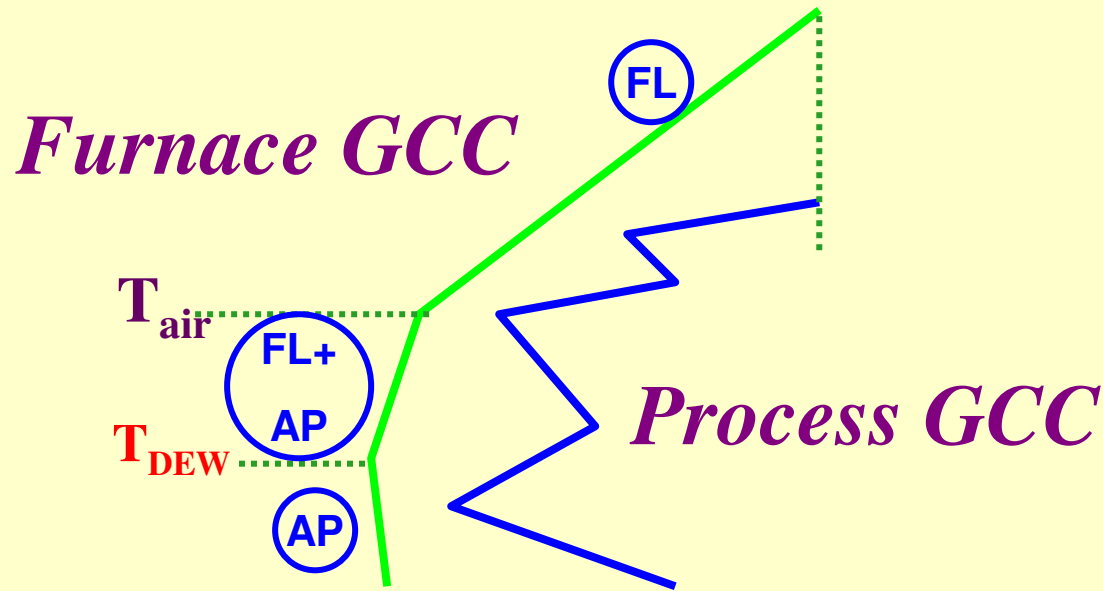 FL
Furnace GCC
T_air
FL+
AP
Process GCC
T_DEW
AP